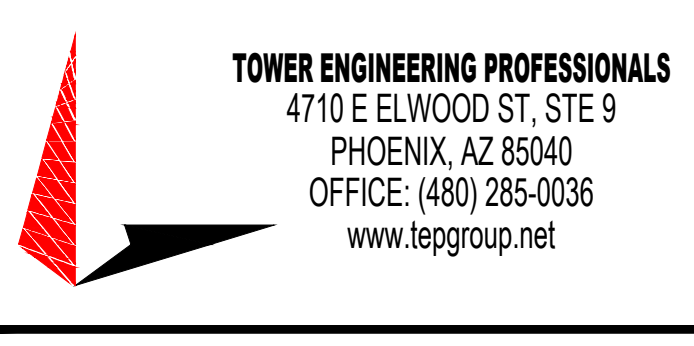 TOWER ENGINEERING PROFESSIONALS
4710 E ELWOOD ST, STE 9
PHOENIX, AZ 85040
OFFICE: (480) 285-0036
www.tepgroup.net